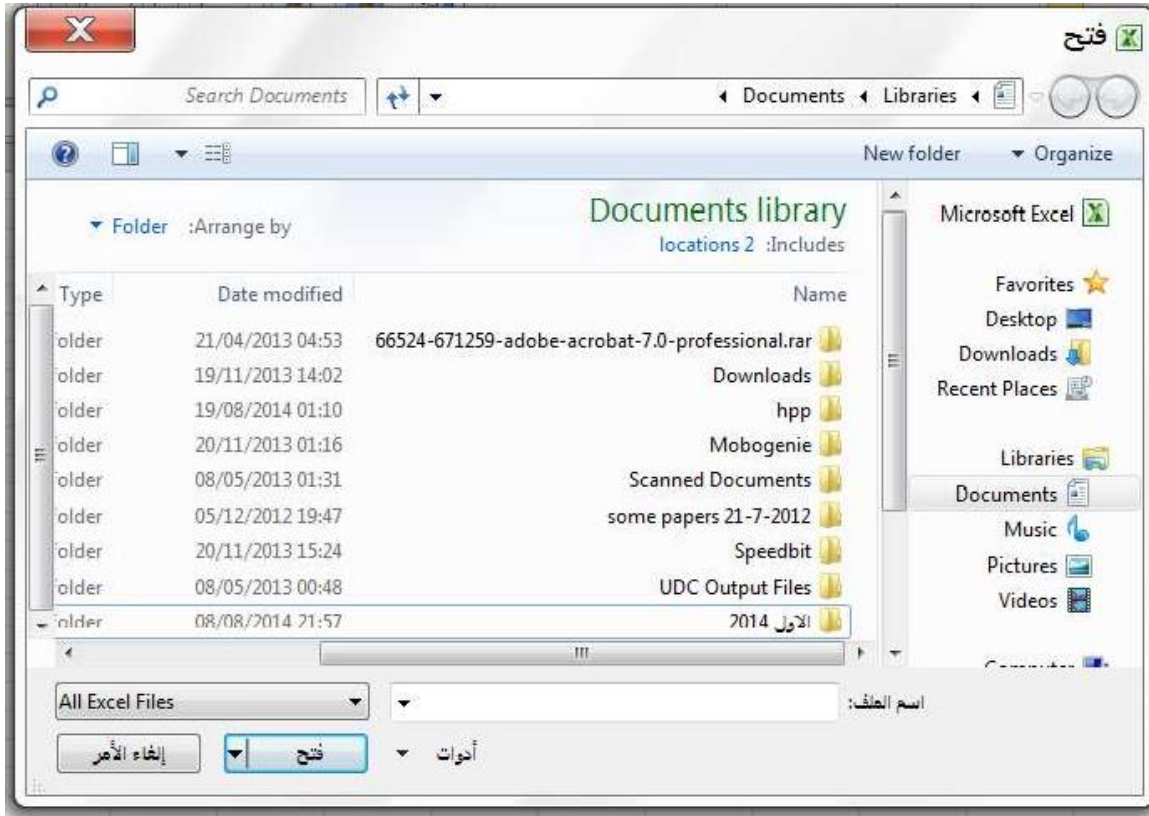 فتح
Libraries Documents Search Documents
Organize New folder
Microsoft Excel
Favorites
Desktop
Downloads
Recent Places
Libraries
Documents
Music
Pictures
Videos
Documents library
Includes: 2 locations
Arrange by: Folder
Name Date modified Type
66524-671259-adobe-acrobat-7.0-professional.rar 21/04/2013 04:53 older
Downloads 19/11/2013 14:02 older
hpp 19/08/2014 01:10 older
Mobogenie 20/11/2013 01:16 older
Scanned Documents 08/05/2013 01:31 older
some papers 21-7-2012 05/12/2012 19:47 older
Speedbit 20/11/2013 15:24 older
UDC Output Files 08/05/2013 00:48 older
الاول 2014 08/08/2014 21:57 older
اسم الملف: All Excel Files
أدوات فتح إلغاء الأمر